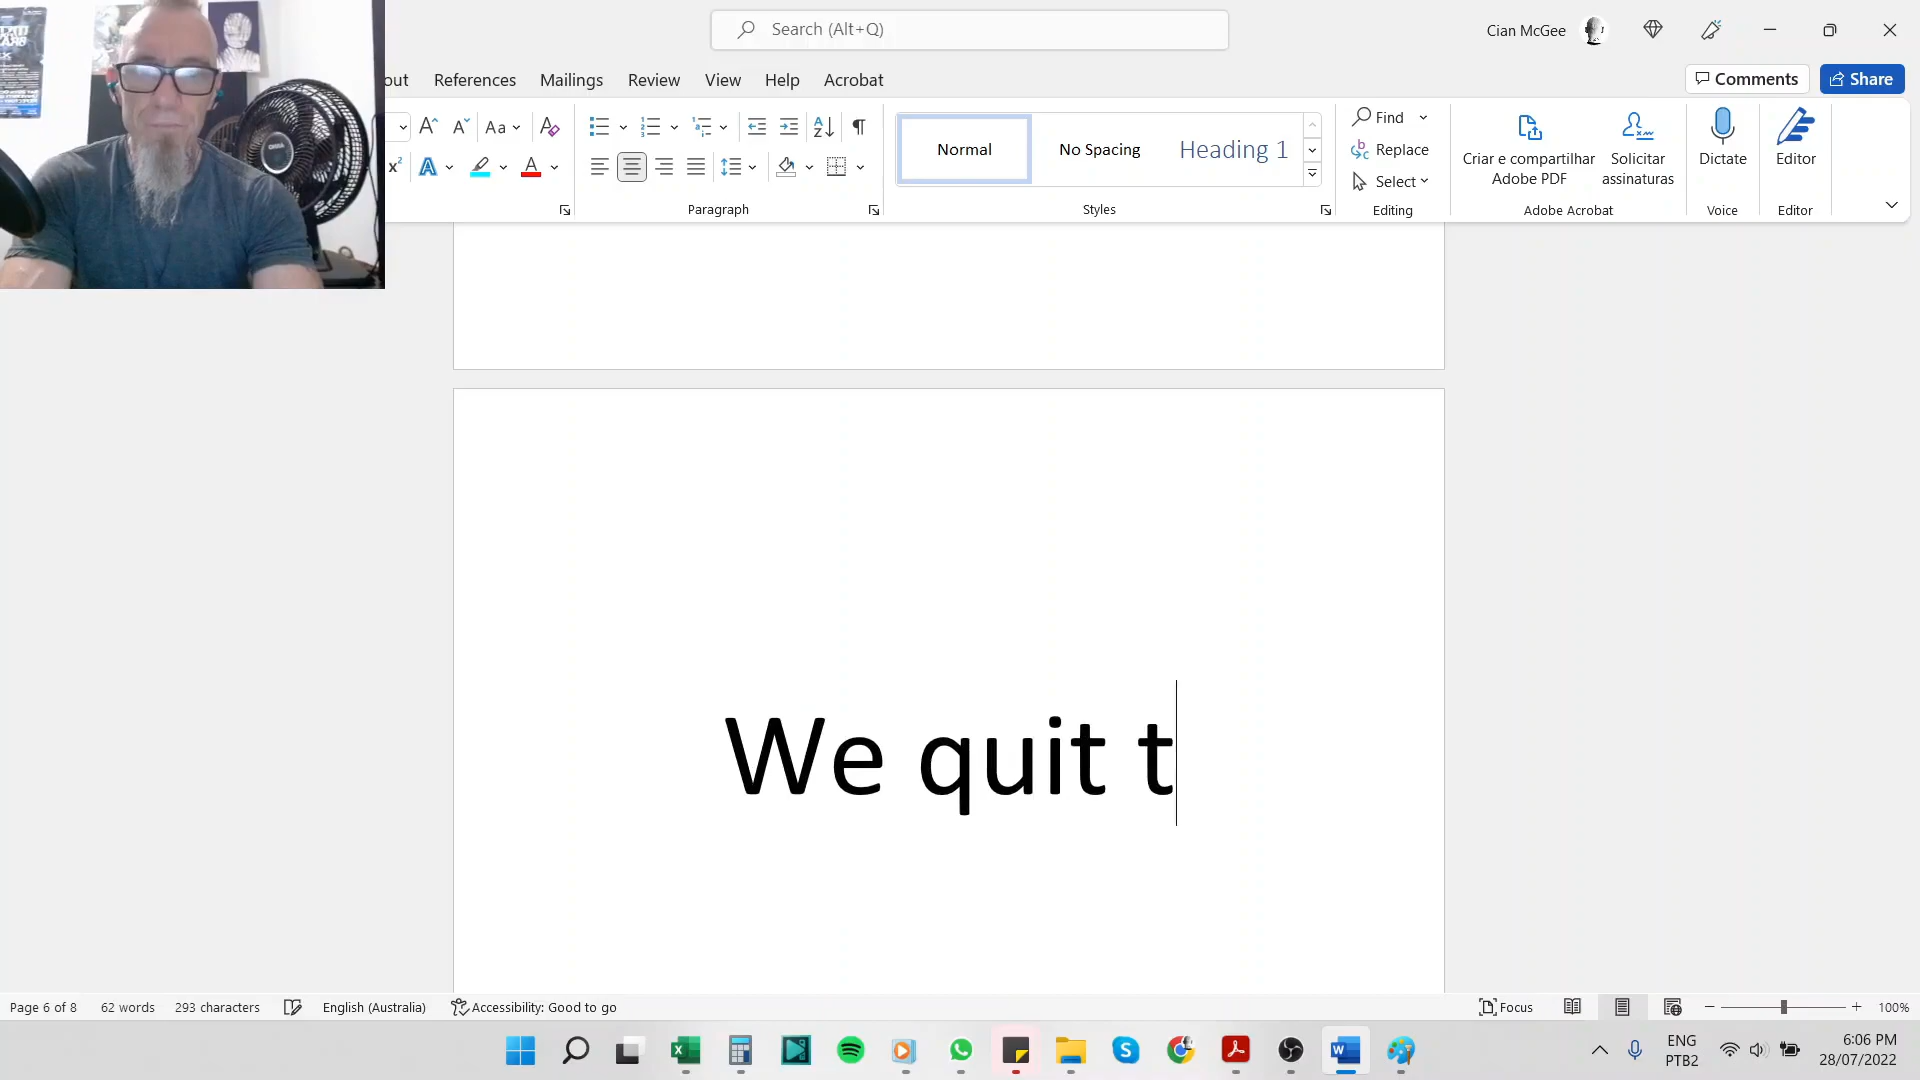 Search (Alt+Q)
Cian McGee
out References Mailings Review View Help Acrobat
Comments
Share
Aa
Normal
No Spacing
Heading 1
Find
Replace
Select
Criar e compartilhar
Adobe PDF
Solicitar
assinaturas
Dictate
Editor
Paragraph
Styles
Editing
Adobe Acrobat
Voice
Editor
We quit t
Page 6 of 8 62 words 293 characters English (Australia) Accessibility: Good to go Focus 100%
ENG
PTB2
6:06 PM
28/07/2022